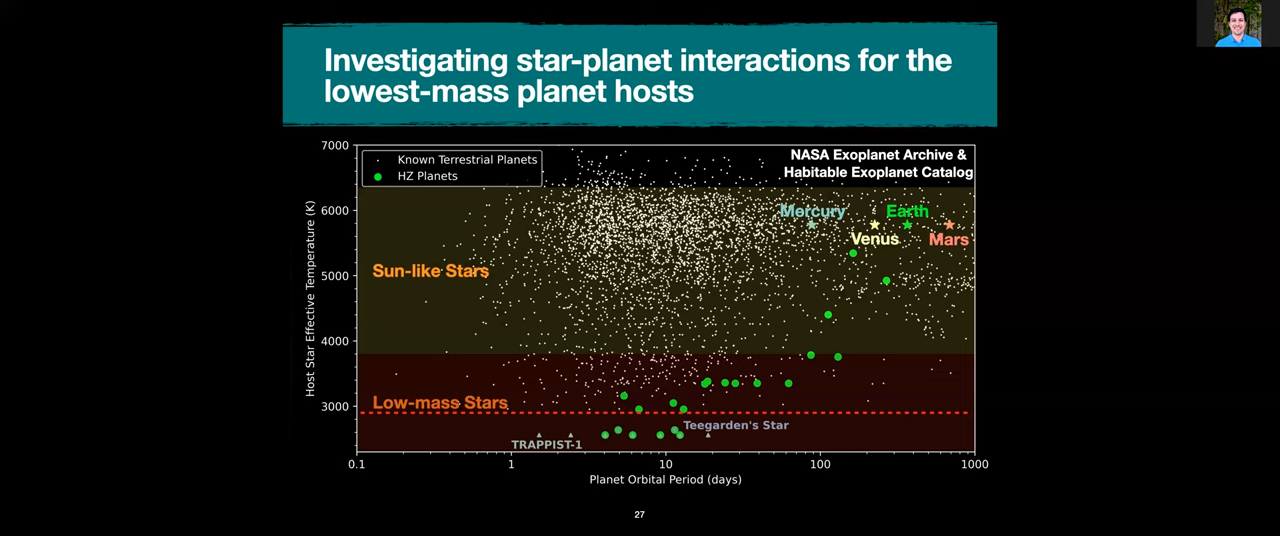 Investigating star-planet interactions for the
lowest-mass planet hosts
7000
6000
5000
4000
3000
Host Star Effective Temperature (K)
Known Terrestrial Planets
HZ Planets
NASA Exoplanet Archive &
Habitable Exoplanet Catalog
Mercury
Earth
Venus
Mars
Sun-like Stars
Low-mass Stars
Teegarden's Star
TRAPPIST-1
0.1
1
10
100
1000
Planet Orbital Period (days)
27